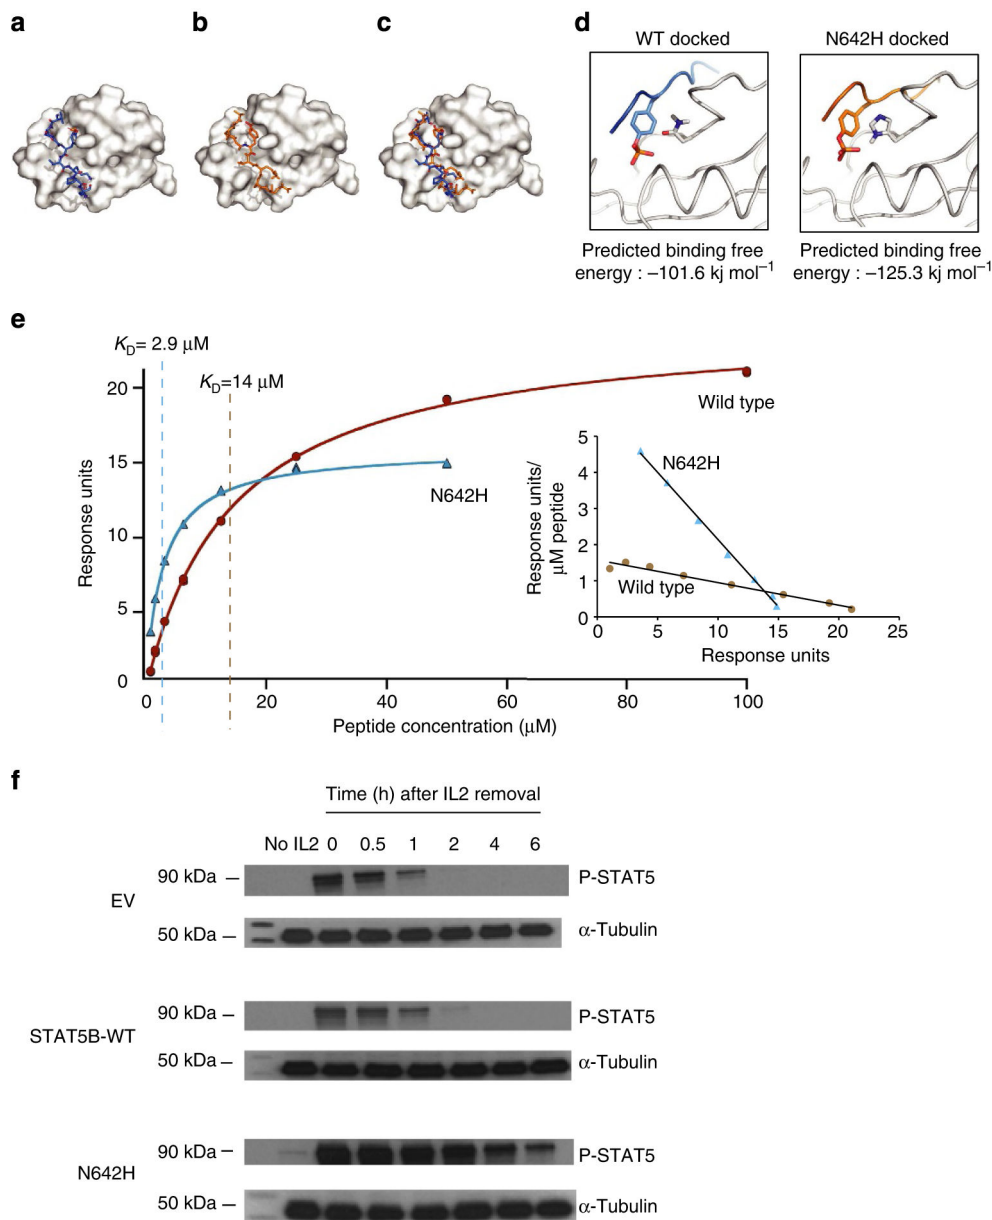 a
b
c
d
WT docked
N642H docked
Predicted binding free
energy : –101.6 kj mol⁻¹
Predicted binding free
energy : –125.3 kj mol⁻¹
e
K_D= 2.9 μM
K_D=14 μM
20
15
10
5
0
Response units
0
20
40
60
80
100
Peptide concentration (μM)
Wild type
N642H
5
4
3
2
1
0
Response units/
μM peptide
N642H
Wild type
0
5
10
15
20
25
Response units
f
Time (h) after IL2 removal
No IL2 0 0.5 1 2 4 6
90 kDa
P-STAT5
EV
50 kDa
α-Tubulin
90 kDa
P-STAT5
STAT5B-WT
50 kDa
α-Tubulin
90 kDa
P-STAT5
N642H
50 kDa
α-Tubulin